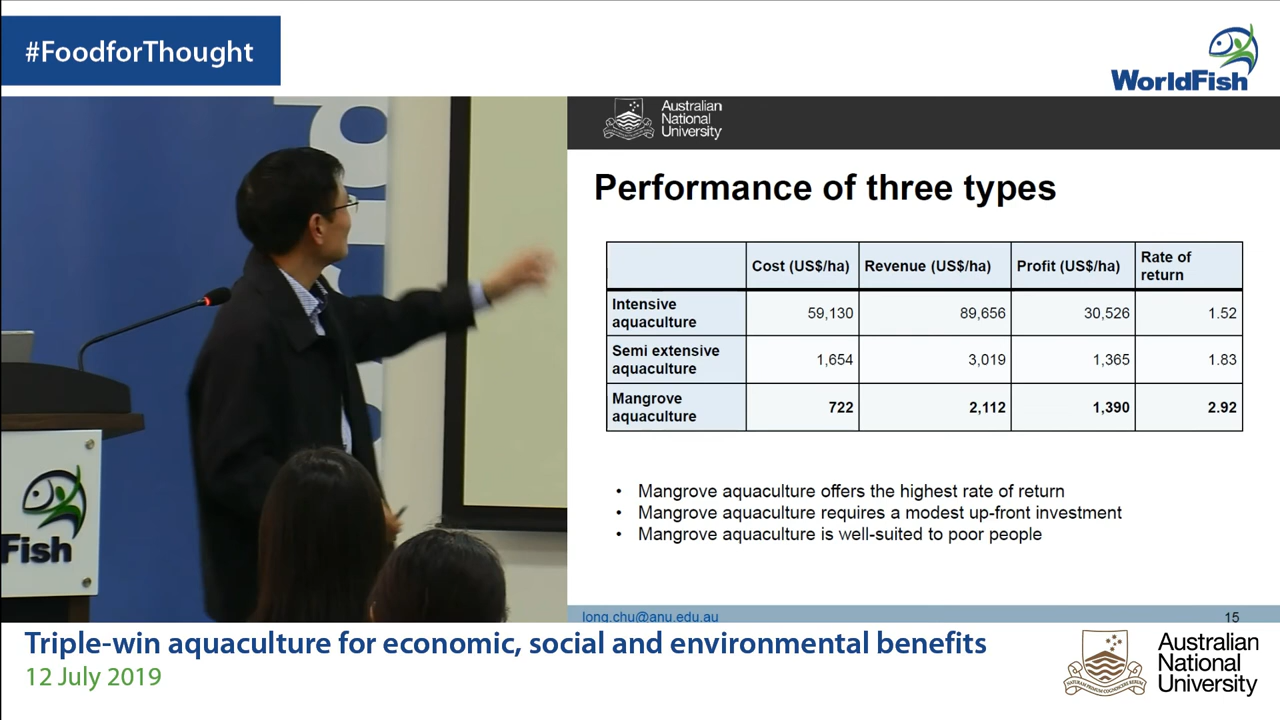 #FoodforThought
WorldFish
Australian
National
University
Performance of three types
Cost (US$/ha) Revenue (US$/ha) Profit (US$/ha) Rate of return
Intensive aquaculture 59,130 89,656 30,526 1.52
Semi extensive aquaculture 1,654 3,019 1,365 1.83
Mangrove aquaculture 722 2,112 1,390 2.92
• Mangrove aquaculture offers the highest rate of return
• Mangrove aquaculture requires a modest up-front investment
• Mangrove aquaculture is well-suited to poor people
long.chu@anu.edu.au 15
Fish
Triple-win aquaculture for economic, social and environmental benefits
12 July 2019
Australian
National
University